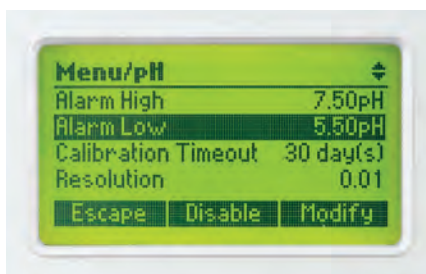 Menu/pH
Alarm High 7.50pH
Alarm Low 5.50pH
Calibration Timeout 30 day(s)
Resolution 0.01
Escape Disable Modify